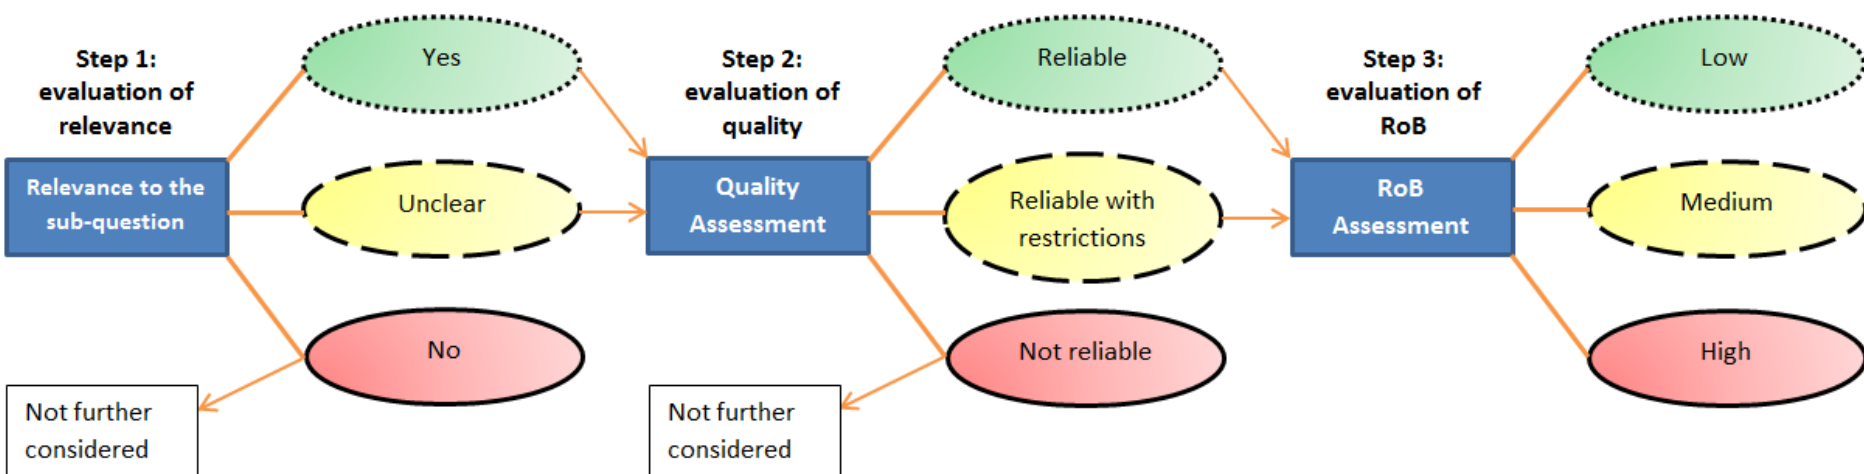 Step 1:
evaluation of
relevance
Relevance to the
sub-question
Yes
Unclear
No
Not further
considered
Step 2:
evaluation of
quality
Quality
Assessment
Reliable
Reliable with
restrictions
Not reliable
Not further
considered
Step 3:
evaluation of
RoB
RoB
Assessment
Low
Medium
High